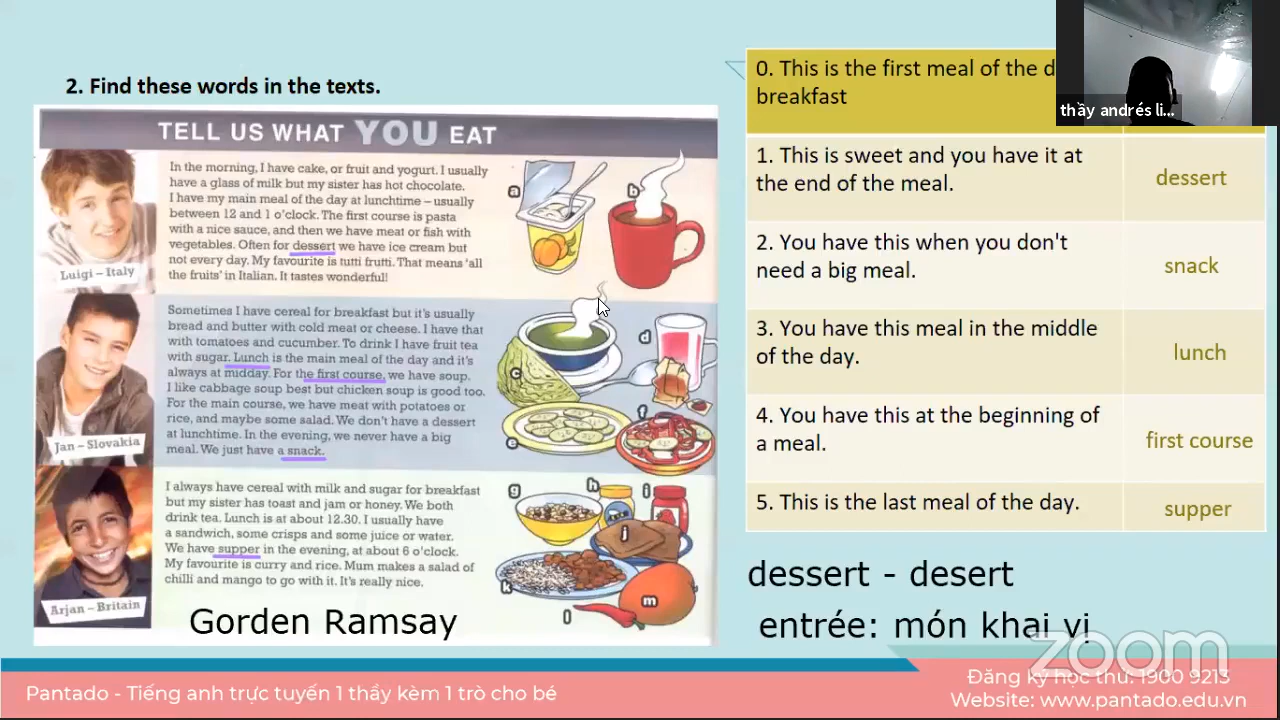 2. Find these words in the texts.
TELL US WHAT YOU EAT
In the morning, I have cake, or fruit and yogurt. I usually
have a glass of milk but my sister has hot chocolate.
I have my main meal of the day at lunchtime – usually
between 12 and 1 o'clock. The first course is pasta
with a nice sauce, and then we have meat or fish with
vegetables. Often for dessert we have ice cream but
not every day. My favourite is tutti frutti. That means 'all
the fruits' in Italian. It tastes wonderful!
Luigi – Italy
a
b
Sometimes I have cereal for breakfast but it's usually
bread and butter with cold meat or cheese. I have that
with tomatoes and cucumber. To drink I have fruit tea
with sugar. Lunch is the main meal of the day and it's
always at midday. For the first course, we have soup.
I like cabbage soup best but chicken soup is good too.
For the main course, we have meat with potatoes or
rice, and maybe some salad. We don't have a dessert
at lunchtime. In the evening, we never have a big
meal. We just have a snack.
Jan – Slovakia
c
d
e
f
I always have cereal with milk and sugar for breakfast
but my sister has toast and jam or honey. We both
drink tea. Lunch is at about 12.30. I usually have
a sandwich, some crisps and some juice or water.
We have supper in the evening, at about 6 o'clock.
My favourite is curry and rice. Mum makes a salad of
chilli and mango to go with it. It's really nice.
Arjan – Britain
g
h
i
j
k
l
m
Gorden Ramsay
0. This is the first meal of the d
breakfast
1. This is sweet and you have it at
the end of the meal.
dessert
2. You have this when you don't
need a big meal.
snack
3. You have this meal in the middle
of the day.
lunch
4. You have this at the beginning of
a meal.
first course
5. This is the last meal of the day.
supper
dessert - desert
entrée: món khai vị
thầy andrés li...
zoom
Pantado - Tiếng anh trực tuyến 1 thầy kèm 1 trò cho bé
Đăng ký học thử: 1900 9213
Website: www.pantado.edu.vn